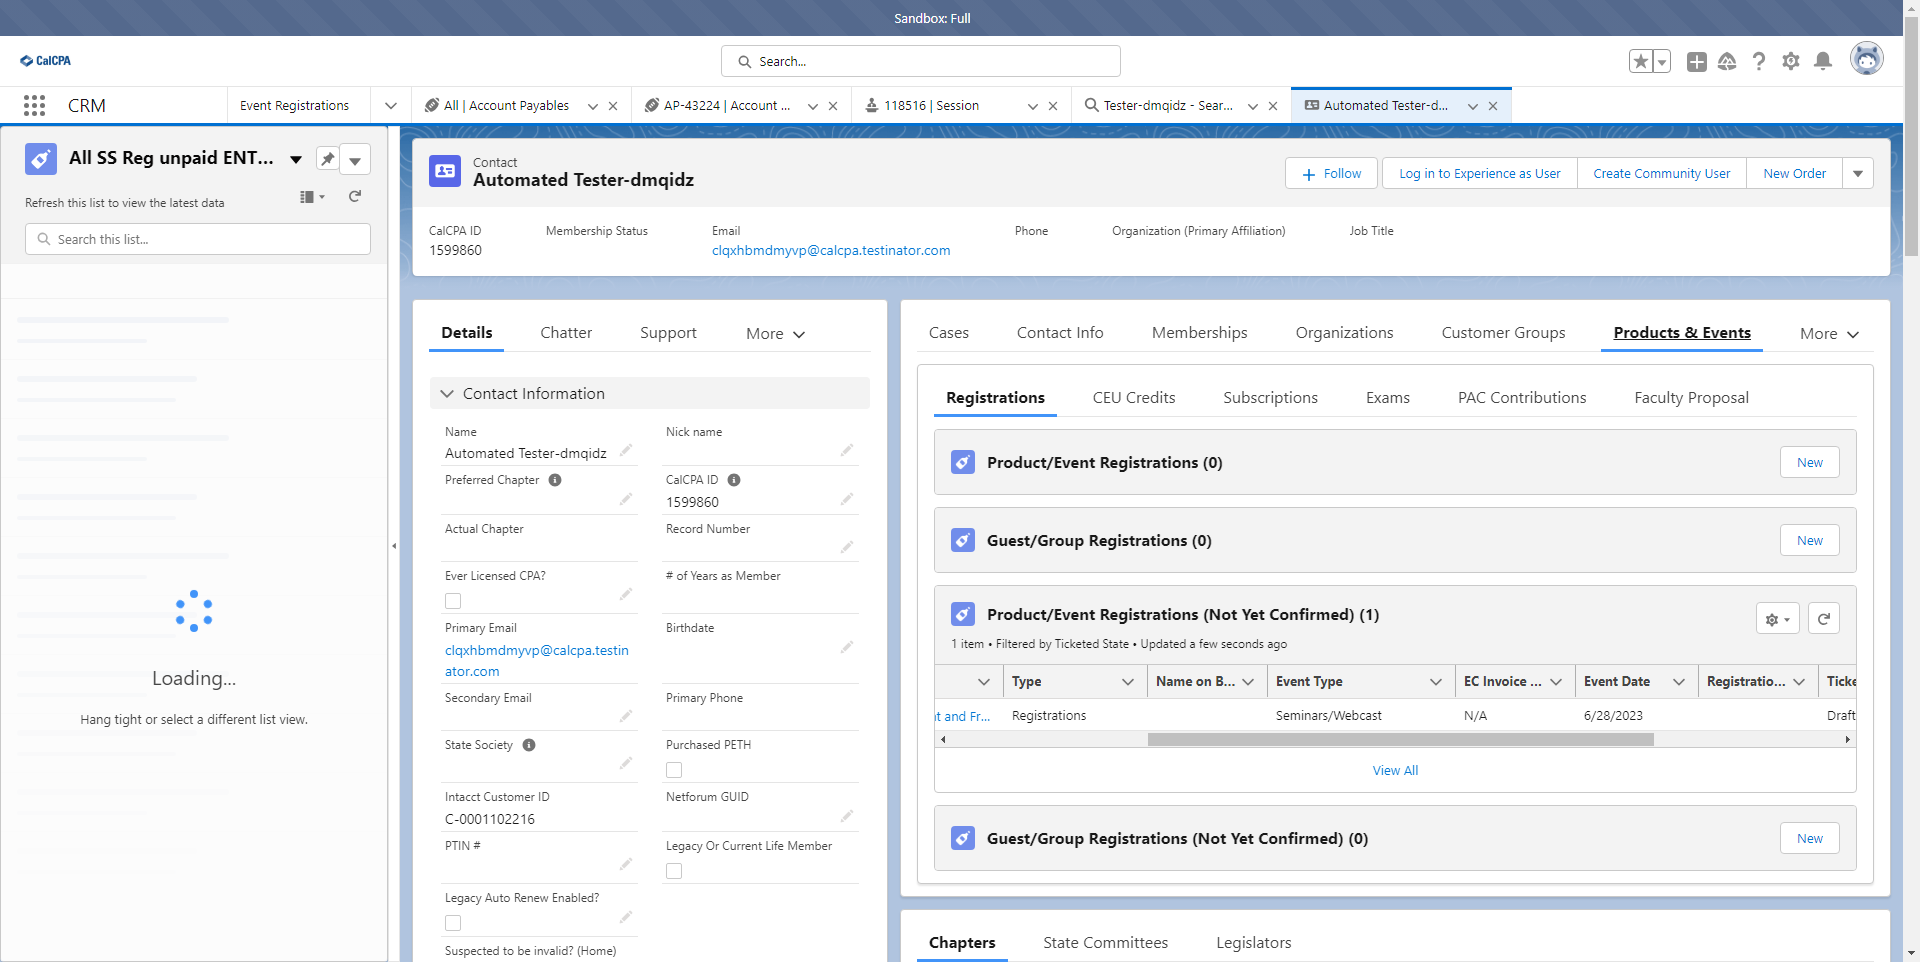 Sandbox: Full
CalCPA
Search...
CRM
Event Registrations
All | Account Payables
AP-43224 | Account ...
118516 | Session
Tester-dmqidz - Sear...
Automated Tester-d...
All SS Reg unpaid ENT...
Refresh this list to view the latest data
Search this list...
Loading...
Hang tight or select a different list view.
Contact
Automated Tester-dmqidz
Follow
Log in to Experience as User
Create Community User
New Order
CalCPA ID
1599860
Membership Status
Email
clqxhbmdmyvp@calcpa.testinator.com
Phone
Organization (Primary Affiliation)
Job Title
Details
Chatter
Support
More
Contact Information
Name
Automated Tester-dmqidz
Nick name
Preferred Chapter
CalCPA ID
1599860
Actual Chapter
Record Number
Ever Licensed CPA?
# of Years as Member
Primary Email
clqxhbmdmyvp@calcpa.testin
ator.com
Birthdate
Secondary Email
Primary Phone
State Society
Purchased PETH
Intacct Customer ID
C-0001102216
Netforum GUID
PTIN #
Legacy Or Current Life Member
Legacy Auto Renew Enabled?
Suspected to be invalid? (Home)
Cases
Contact Info
Memberships
Organizations
Customer Groups
Products & Events
More
Registrations
CEU Credits
Subscriptions
Exams
PAC Contributions
Faculty Proposal
Product/Event Registrations (0)
New
Guest/Group Registrations (0)
New
Product/Event Registrations (Not Yet Confirmed) (1)
1 item • Filtered by Ticketed State • Updated a few seconds ago
Type
Name on B...
Event Type
EC Invoice ...
Event Date
Registratio...
Ticke
t and Fr...
Registrations
Seminars/Webcast
N/A
6/28/2023
Draft
View All
Guest/Group Registrations (Not Yet Confirmed) (0)
New
Chapters
State Committees
Legislators